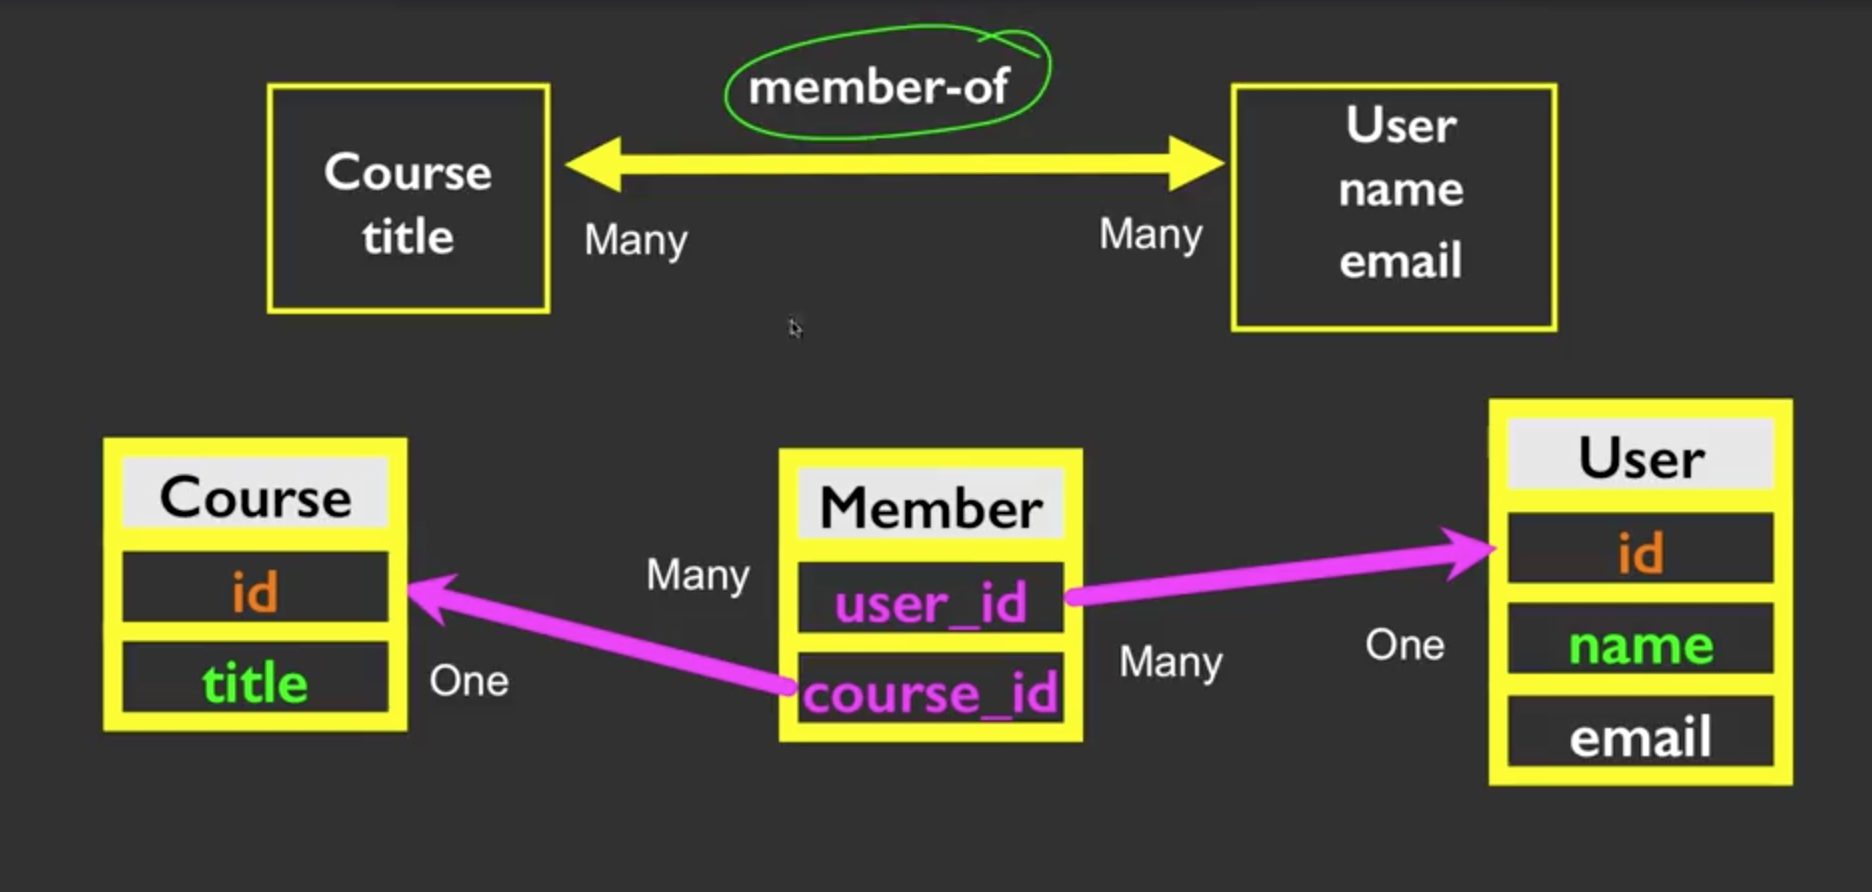 member-of
Course
title
Many
Many
User
name
email
Course
id
title
One
Many
Member
user_id
course_id
Many
One
User
id
name
email